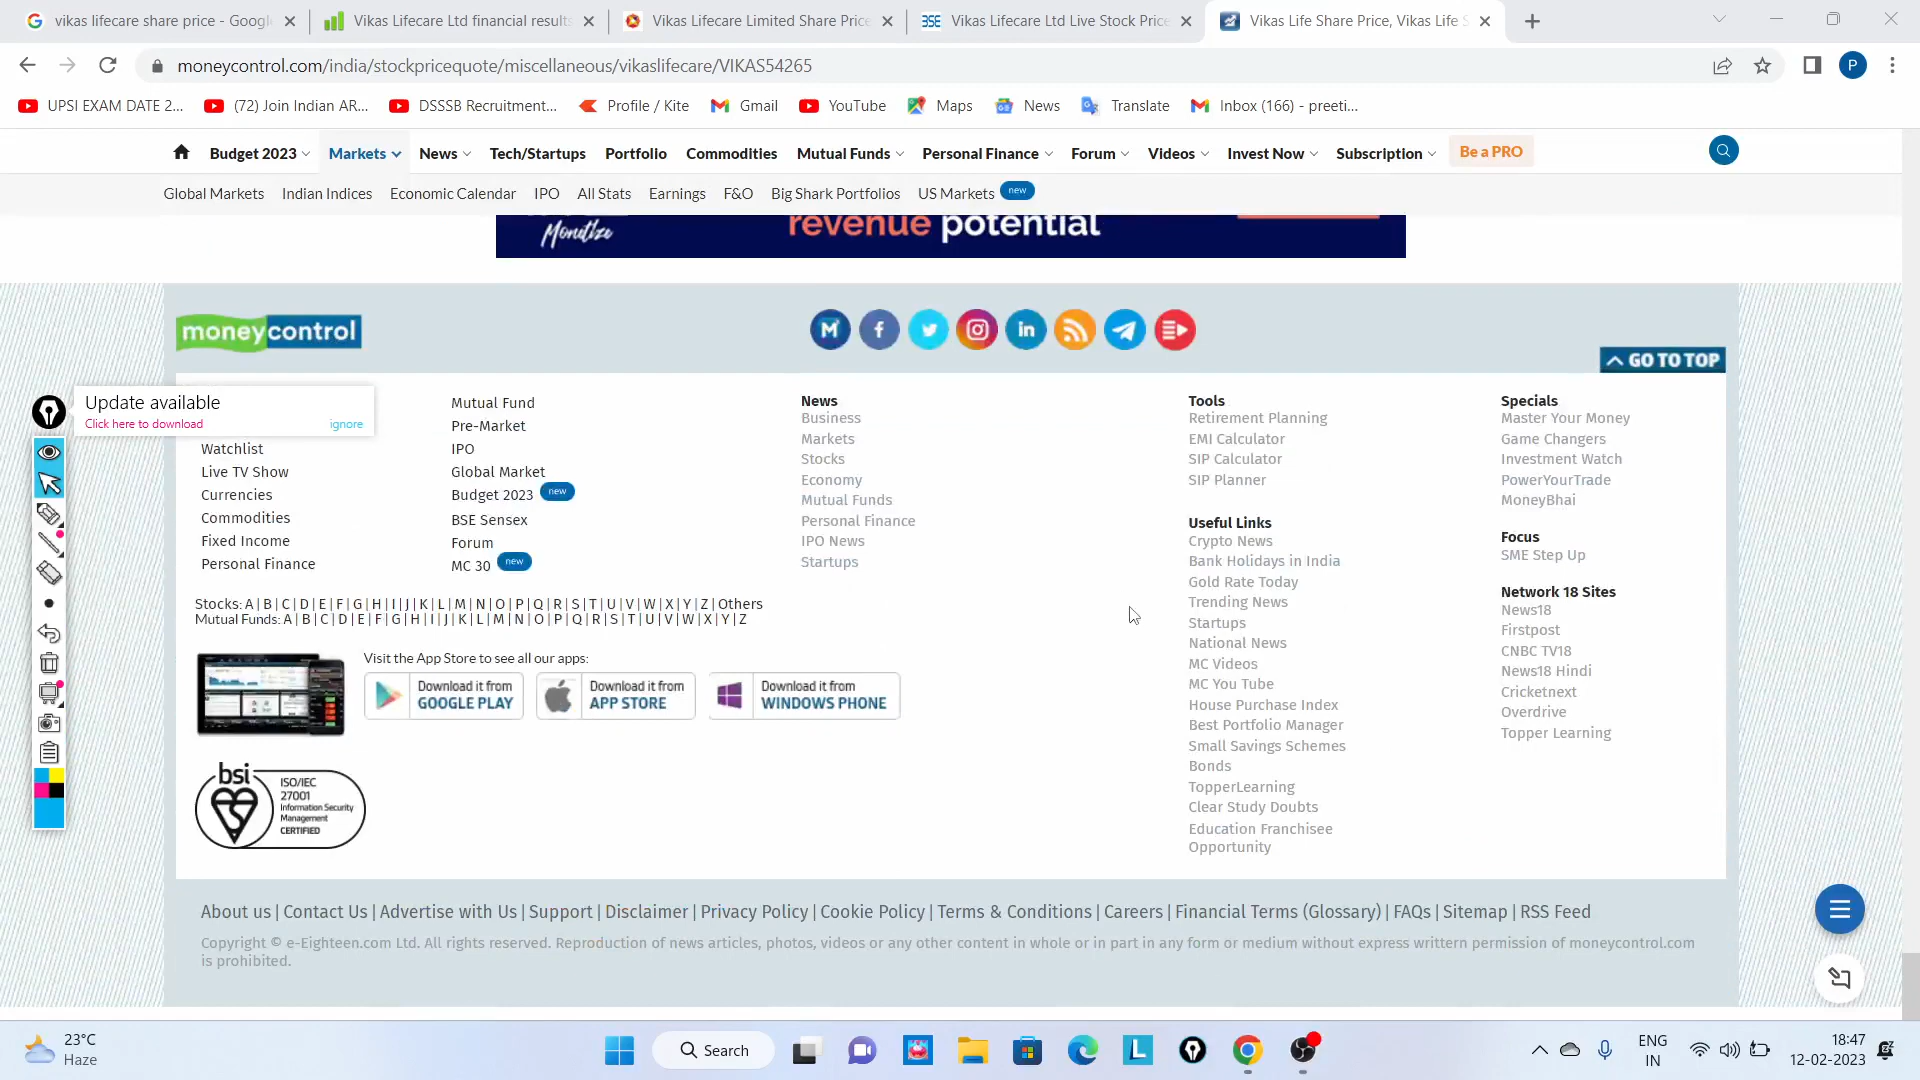 vikas lifecare share price - Googl
Vikas Lifecare Ltd financial results
Vikas Lifecare Limited Share Price
BSE
Vikas Lifecare Ltd Live Stock Price
Vikas Life Share Price, Vikas Life S
moneycontrol.com/india/stockpricequote/miscellaneous/vikaslifecare/VIKAS54265
P
UPSI EXAM DATE 2...
(72) Join Indian AR...
DSSSB Recruitment...
Profile / Kite
Gmail
YouTube
Maps
News
Translate
Inbox (166) - preeti...
Budget 2023
Markets
News
Tech/Startups
Portfolio
Commodities
Mutual Funds
Personal Finance
Forum
Videos
Invest Now
Subscription
Be a PRO
Global Markets
Indian Indices
Economic Calendar
IPO
All Stats
Earnings
F&O
Big Shark Portfolios
US Markets
new
Monetize
revenue potential
moneycontrol
M
f
in
GO TO TOP
Update available
Click here to download
ignore
Watchlist
Live TV Show
Currencies
Commodities
Fixed Income
Personal Finance
Mutual Fund
Pre-Market
IPO
Global Market
Budget 2023 new
BSE Sensex
Forum
MC 30 new
News
Business
Markets
Stocks
Economy
Mutual Funds
Personal Finance
IPO News
Startups
Tools
Retirement Planning
EMI Calculator
SIP Calculator
SIP Planner
Useful Links
Crypto News
Bank Holidays in India
Gold Rate Today
Trending News
Startups
National News
MC Videos
MC You Tube
House Purchase Index
Best Portfolio Manager
Small Savings Schemes
Bonds
TopperLearning
Clear Study Doubts
Education Franchisee
Opportunity
Specials
Master Your Money
Game Changers
Investment Watch
PowerYourTrade
MoneyBhai
Focus
SME Step Up
Network 18 Sites
News18
Firstpost
CNBC TV18
News18 Hindi
Cricketnext
Overdrive
Topper Learning
Stocks: A | B | C | D | E | F | G | H | I | J | K | L | M | N | O | P | Q | R | S | T | U | V | W | X | Y | Z | Others
Mutual Funds: A | B | C | D | E | F | G | H | I | J | K | L | M | N | O | P | Q | R | S | T | U | V | W | X | Y | Z
Visit the App Store to see all our apps:
Download it from
GOOGLE PLAY
Download it from
APP STORE
Download it from
WINDOWS PHONE
bsi
ISO/IEC
27001
Information Security
Management
CERTIFIED
About us | Contact Us | Advertise with Us | Support | Disclaimer | Privacy Policy | Cookie Policy | Terms & Conditions | Careers | Financial Terms (Glossary) | FAQs | Sitemap | RSS Feed
Copyright © e-Eighteen.com Ltd. All rights reserved. Reproduction of news articles, photos, videos or any other content in whole or in part in any form or medium without express writtern permission of moneycontrol.com
is prohibited.
23°C
Haze
Search
L
ENG
IN
18:47
12-02-2023